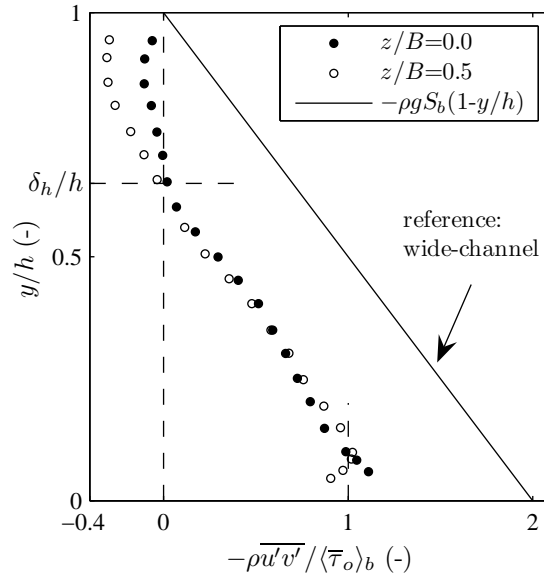 1
z/B=0.0
z/B=0.5
−ρgS_b(1-y/h)
δ_h/h
reference:
wide-channel
0.5
y/h (-)
0
−0.4
0
1
2
−ρ\overline{u'v'}/⟨\overline{τ}_o⟩_b (-)